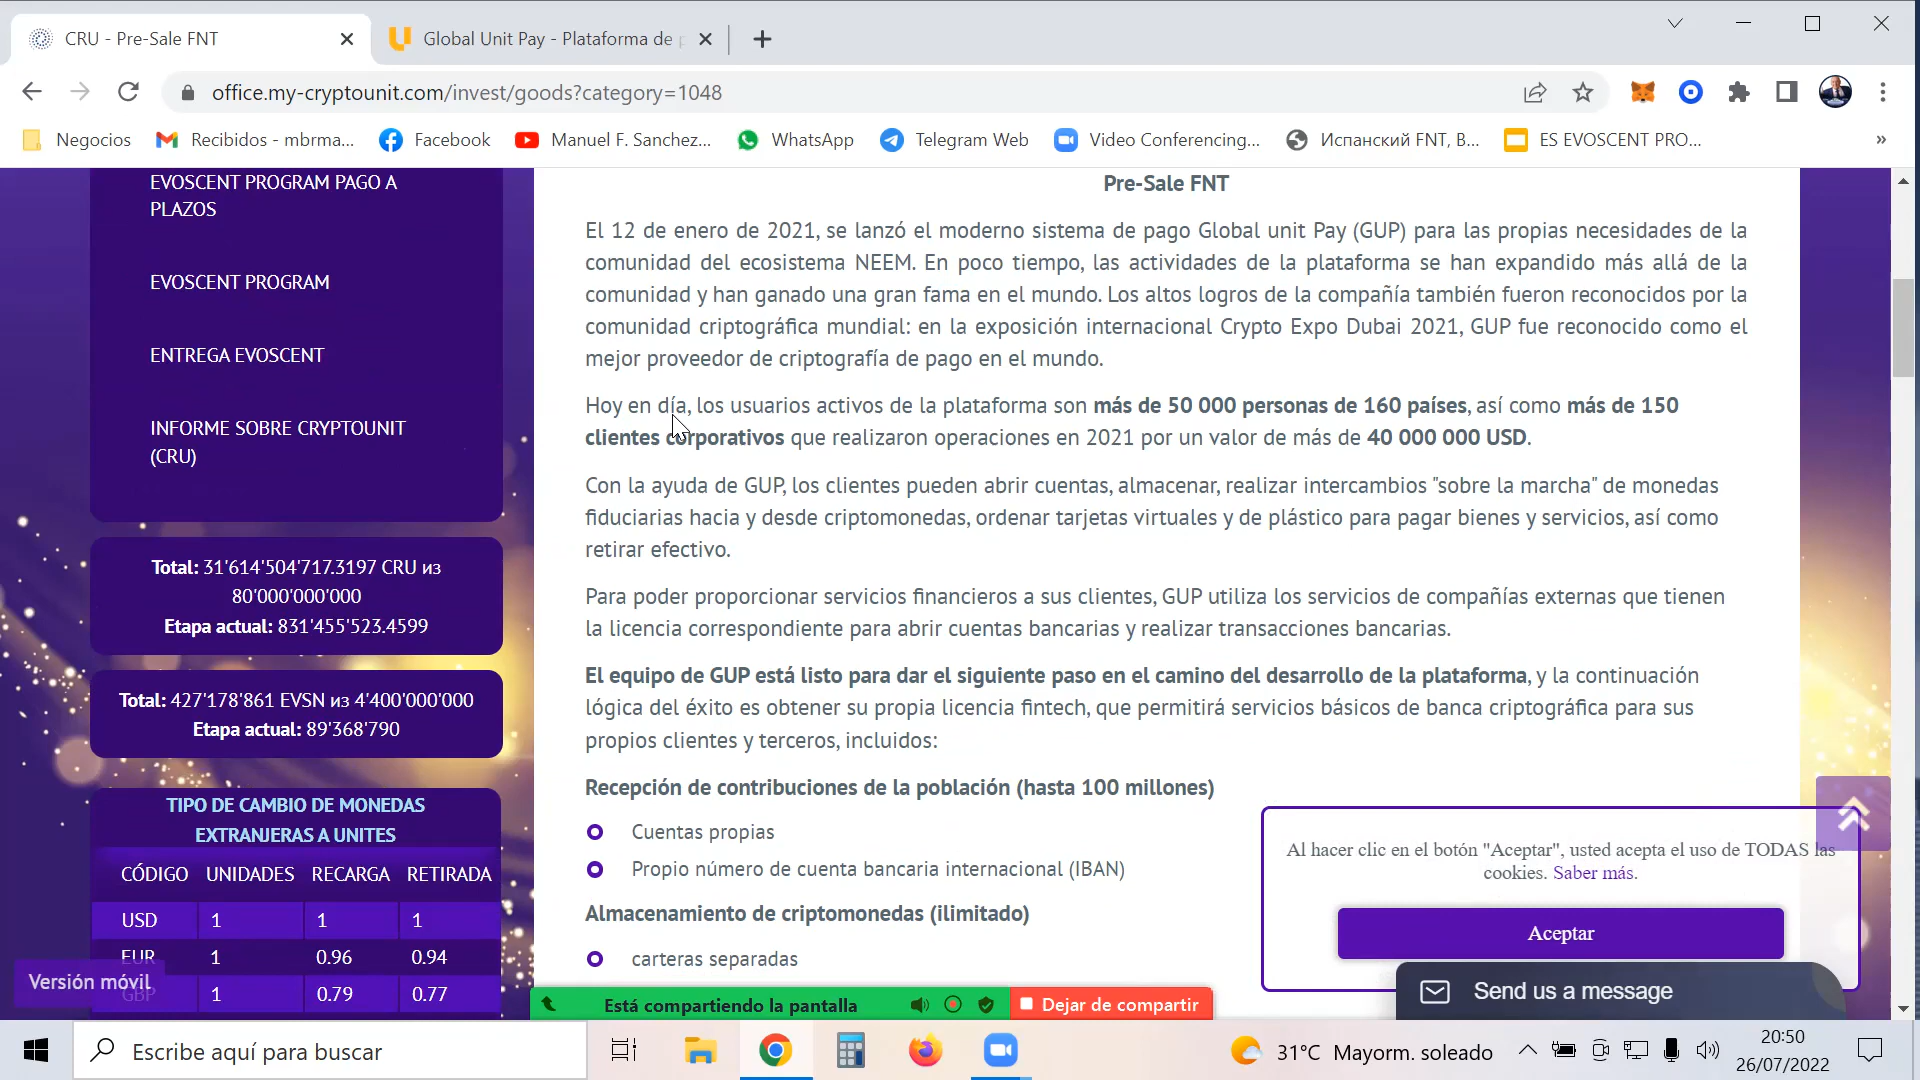 CRU - Pre-Sale FNT
Global Unit Pay - Plataforma de p
office.my-cryptounit.com/invest/goods?category=1048
Negocios
Recibidos - mbrma...
Facebook
Manuel F. Sanchez...
WhatsApp
Telegram Web
Video Conferencing...
Испанский FNT, B...
ES EVOSCENT PRO...
»
EVOSCENT PROGRAM PAGO A
PLAZOS
EVOSCENT PROGRAM
ENTREGA EVOSCENT
INFORME SOBRE CRYPTOUNIT
(CRU)
Total: 31'614'504'717.3197 CRU из
80'000'000'000
Etapa actual: 831'455'523.4599
Total: 427'178'861 EVSN из 4'400'000'000
Etapa actual: 89'368'790
TIPO DE CAMBIO DE MONEDAS
EXTRANJERAS A UNITES
CÓDIGO UNIDADES RECARGA RETIRADA
USD 1 1 1
EUR 1 0.96 0.94
GBP 1 0.79 0.77
Versión móvil
Pre-Sale FNT
El 12 de enero de 2021, se lanzó el moderno sistema de pago Global unit Pay (GUP) para las propias necesidades de la
comunidad del ecosistema NEEM. En poco tiempo, las actividades de la plataforma se han expandido más allá de la
comunidad y han ganado una gran fama en el mundo. Los altos logros de la compañía también fueron reconocidos por la
comunidad criptográfica mundial: en la exposición internacional Crypto Expo Dubai 2021, GUP fue reconocido como el
mejor proveedor de criptografía de pago en el mundo.
Hoy en día, los usuarios activos de la plataforma son más de 50 000 personas de 160 países, así como más de 150
clientes corporativos que realizaron operaciones en 2021 por un valor de más de 40 000 000 USD.
Con la ayuda de GUP, los clientes pueden abrir cuentas, almacenar, realizar intercambios "sobre la marcha" de monedas
fiduciarias hacia y desde criptomonedas, ordenar tarjetas virtuales y de plástico para pagar bienes y servicios, así como
retirar efectivo.
Para poder proporcionar servicios financieros a sus clientes, GUP utiliza los servicios de compañías externas que tienen
la licencia correspondiente para abrir cuentas bancarias y realizar transacciones bancarias.
El equipo de GUP está listo para dar el siguiente paso en el camino del desarrollo de la plataforma, y la continuación
lógica del éxito es obtener su propia licencia fintech, que permitirá servicios básicos de banca criptográfica para sus
propios clientes y terceros, incluidos:
Recepción de contribuciones de la población (hasta 100 millones)
Cuentas propias
Propio número de cuenta bancaria internacional (IBAN)
Almacenamiento de criptomonedas (ilimitado)
carteras separadas
Al hacer clic en el botón "Aceptar", usted acepta el uso de TODAS las
cookies. Saber más.
Aceptar
Send us a message
Está compartiendo la pantalla
Dejar de compartir
Escribe aquí para buscar
31°C Mayorm. soleado
20:50
26/07/2022